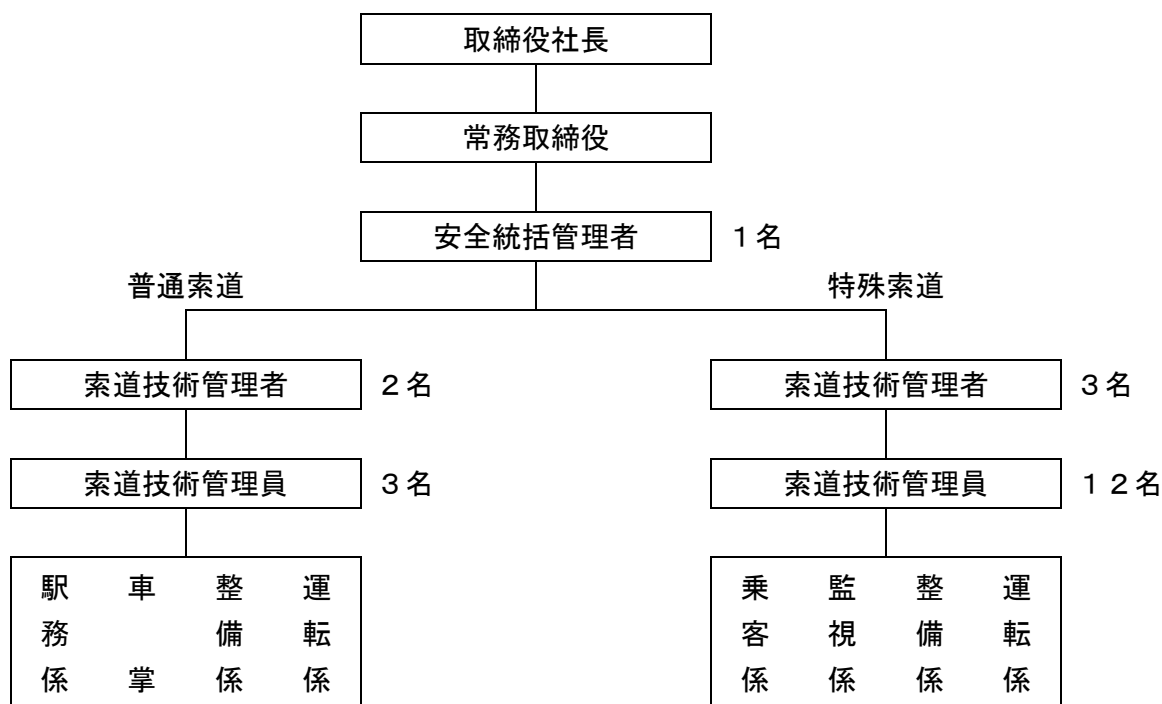 取締役社長
常務取締役
安全統括管理者 1名
普通索道 特殊索道
索道技術管理者 2名 索道技術管理者 3名
索道技術管理員 3名 索道技術管理員 12名
駅務係
車掌
整備係
運転係
乗客係
監視係
整備係
運転係